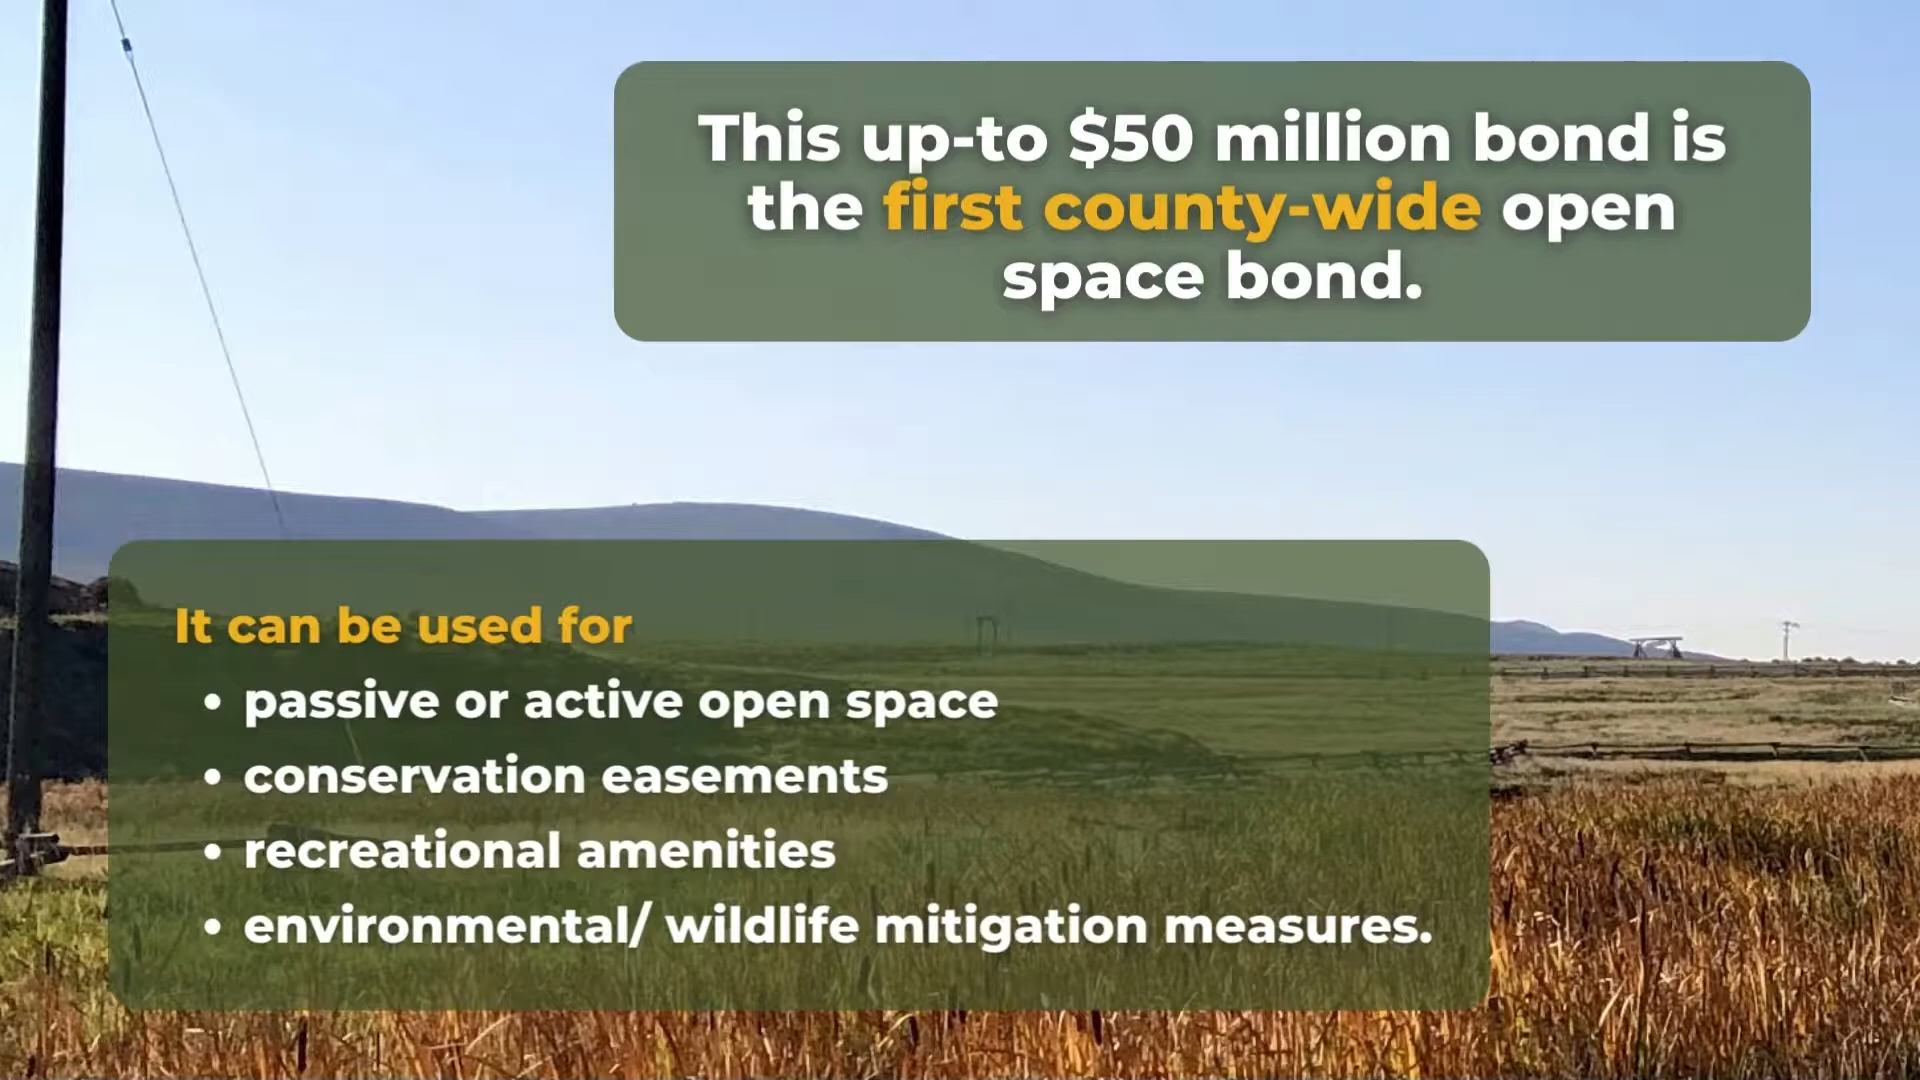 This up-to $50 million bond is
the first county-wide open
space bond.
It can be used for
• passive or active open space
• conservation easements
• recreational amenities
• environmental/ wildlife mitigation measures.